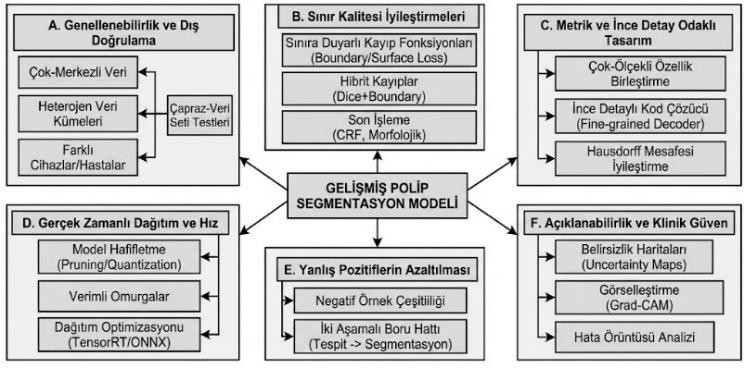 A. Genellenebilirlik ve Dış
Doğrulama
Çok-Merkezli Veri
Heterojen Veri
Kümeleri
Farklı
Cihazlar/Hastalar
Çapraz-Veri
Seti Testleri
B. Sınır Kalitesi İyileştirmeleri
Sınıra Duyarlı Kayıp Fonksiyonları
(Boundary/Surface Loss)
Hibrit Kayıplar
(Dice+Boundary)
Son İşleme
(CRF, Morfolojik)
C. Metrik ve İnce Detay Odaklı
Tasarım
Çok-Ölçekli Özellik
Birleştirme
İnce Detaylı Kod Çözücü
(Fine-grained Decoder)
Hausdorff Mesafesi
İyileştirme
GELİŞMİŞ POLİP
SEGMENTASYON MODELİ
D. Gerçek Zamanlı Dağıtım ve Hız
Model Hafifletme
(Pruning/Quantization)
Verimli Omurgalar
Dağıtım Optimizasyonu
(TensorRT/ONNX)
E. Yanlış Pozitiflerin Azaltılması
Negatif Örnek Çeşitiiliği
İki Aşamalı Boru Hattı
(Tespit -> Segmentasyon)
F. Açıklanabilirlik ve Klinik Güven
Belirsizlik Haritaları
(Uncertainty Maps)
Görselleştirme
(Grad-CAM)
Hata Örüntüsü Analizi